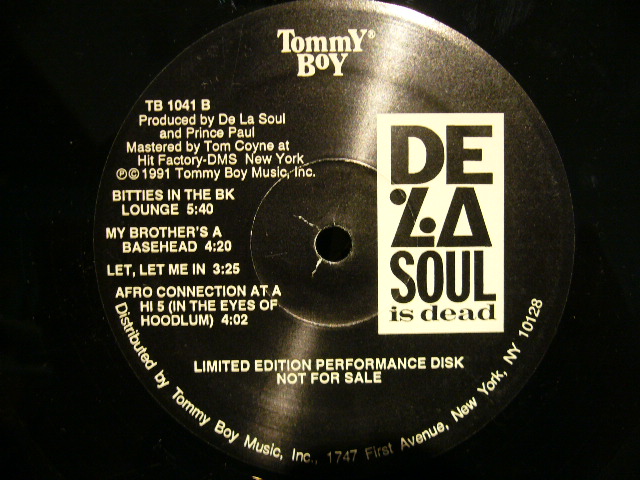 TommY®
BOY
TB 1041 B
Produced by De La Soul
and Prince Paul
Mastered by Tom Coyne at
Hit Factory-DMS New York
℗© 1991 Tommy Boy Music, Inc.
BITTIES IN THE BK
LOUNGE 5:40
MY BROTHER'S A
BASEHEAD 4:20
LET, LET ME IN 3:25
AFRO CONNECTION AT A
HI 5 (IN THE EYES OF
HOODLUM) 4:02
DE
LA
SOUL
is dead
LIMITED EDITION PERFORMANCE DISK
NOT FOR SALE
Distributed by Tommy Boy Music, Inc., 1747 First Avenue, New York, NY 10128